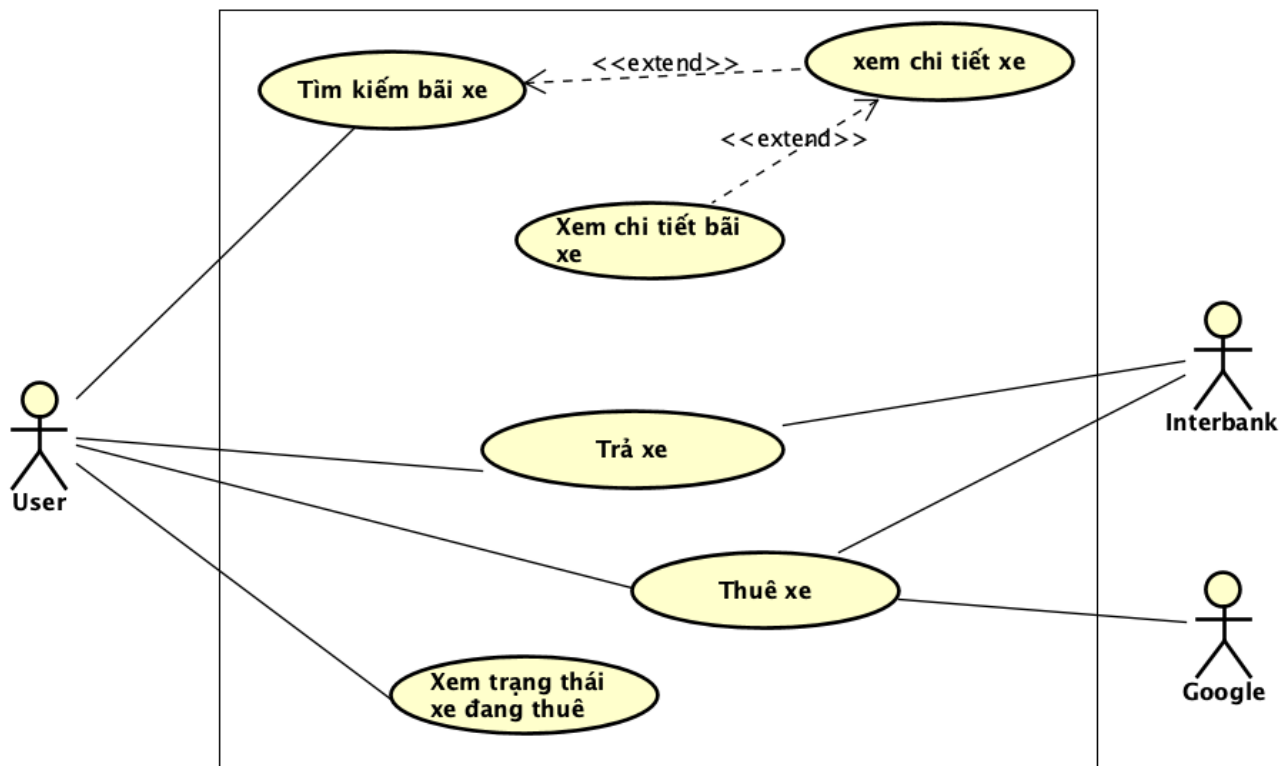 Tìm kiếm bãi xe
<<extend>>
xem chi tiết xe
<<extend>>
Xem chi tiết bãi
xe
Interbank
Trả xe
User
Thuê xe
Xem trạng thái
xe đang thuê
Google